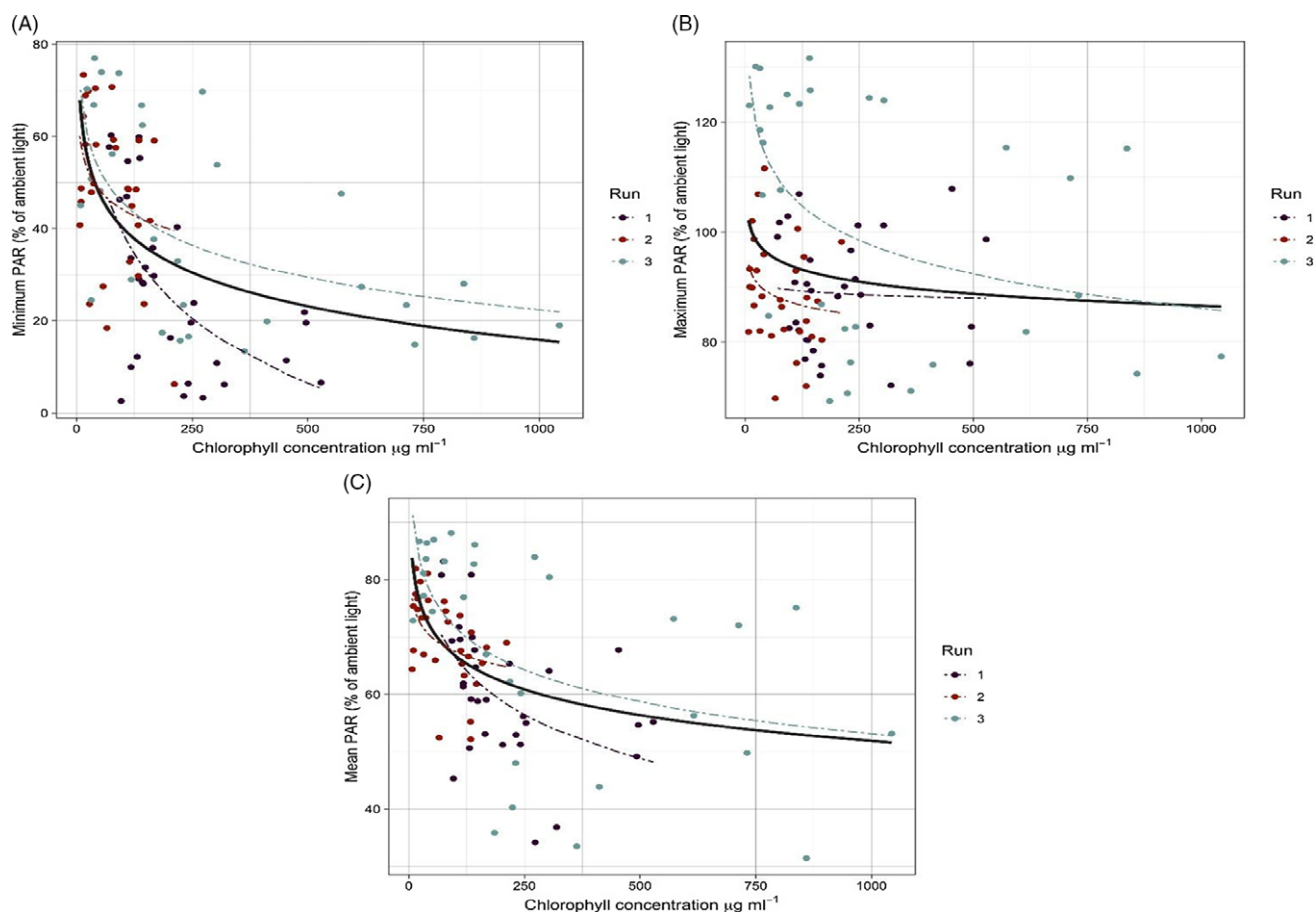 (A)
80
60
40
20
0
Minimum PAR (% of ambient light)
0 250 500 750 1000
Chlorophyll concentration μg ml⁻¹
Run
1
2
3
(B)
120
100
80
Maximum PAR (% of ambient light)
0 250 500 750 1000
Chlorophyll concentration μg ml⁻¹
Run
1
2
3
(C)
80
60
40
Mean PAR (% of ambient light)
0 250 500 750 1000
Chlorophyll concentration μg ml⁻¹
Run
1
2
3